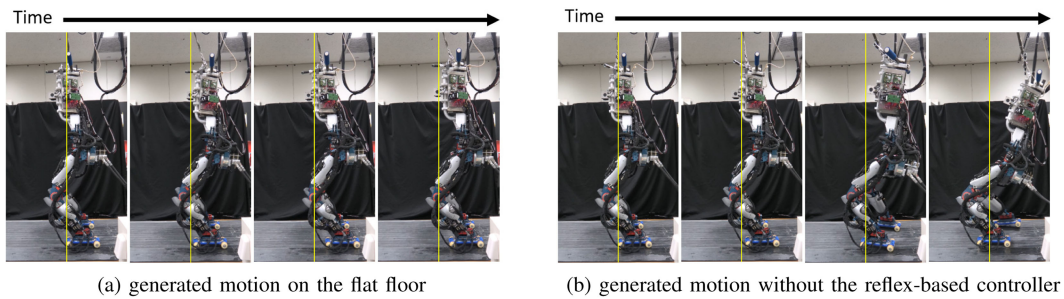 Time
Time
(a) generated motion on the flat floor
(b) generated motion without the reflex-based controller